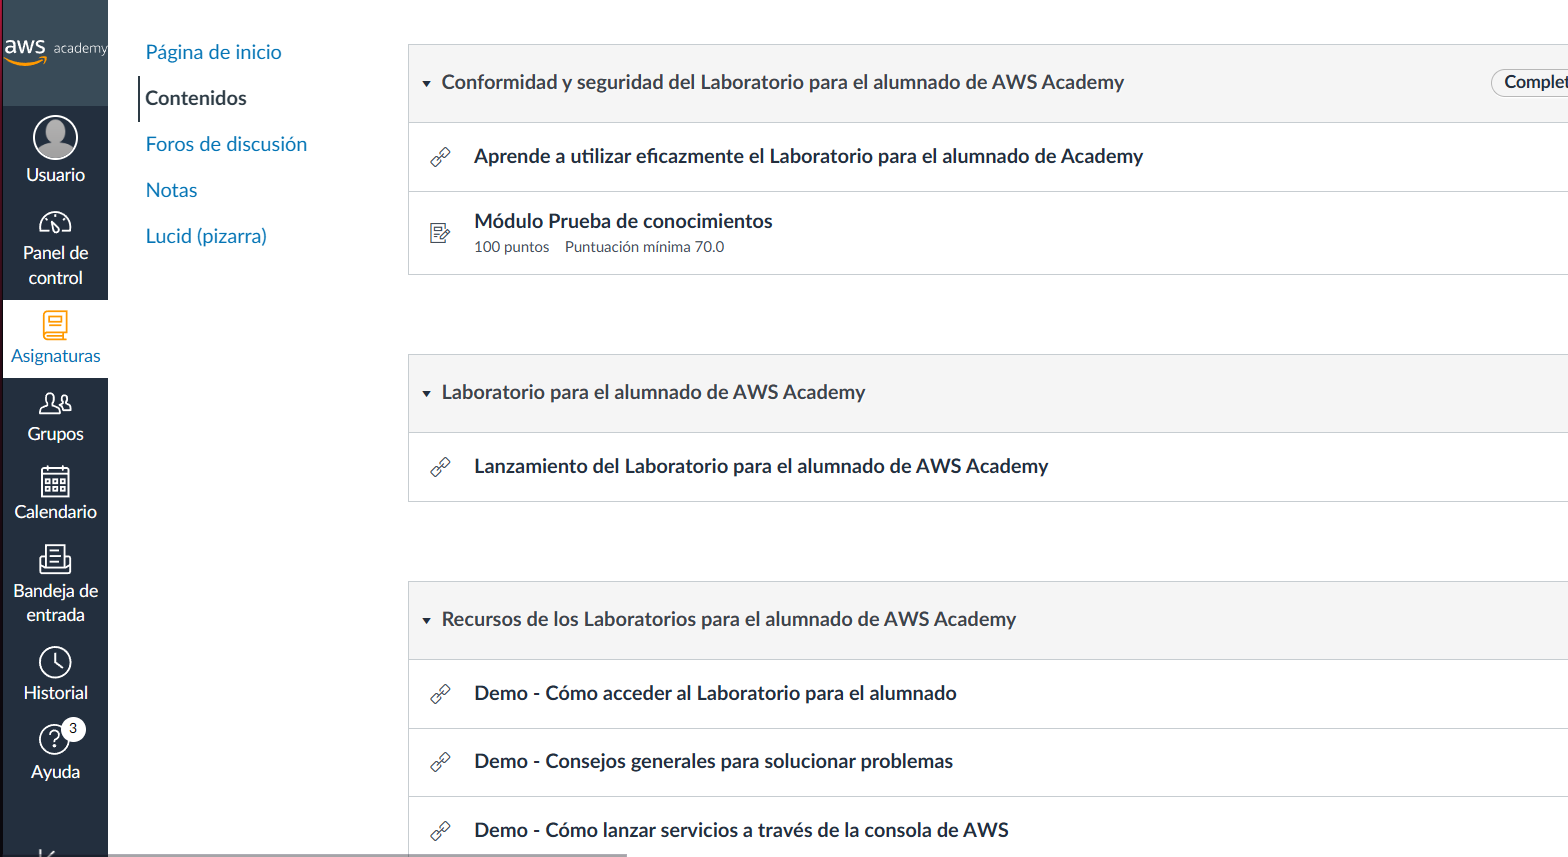 aws academy
Usuario
Panel de
control
Asignaturas
Grupos
Calendario
Bandeja de
entrada
Historial
3
Ayuda
Página de inicio
Contenidos
Foros de discusión
Notas
Lucid (pizarra)
Conformidad y seguridad del Laboratorio para el alumnado de AWS Academy
Complet
Aprende a utilizar eficazmente el Laboratorio para el alumnado de Academy
Módulo Prueba de conocimientos
100 puntos Puntuación mínima 70.0
Laboratorio para el alumnado de AWS Academy
Lanzamiento del Laboratorio para el alumnado de AWS Academy
Recursos de los Laboratorios para el alumnado de AWS Academy
Demo - Cómo acceder al Laboratorio para el alumnado
Demo - Consejos generales para solucionar problemas
Demo - Cómo lanzar servicios a través de la consola de AWS